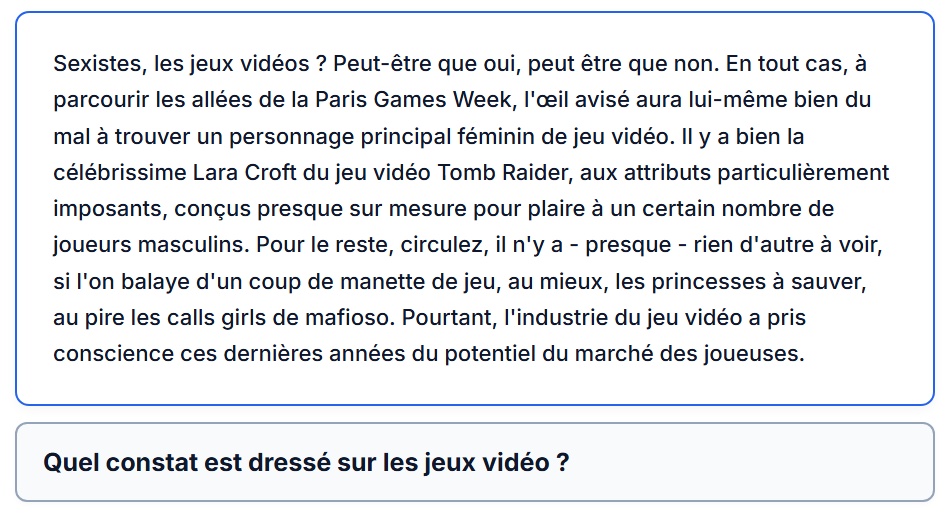 Sexistes, les jeux vidéos ? Peut-être que oui, peut être que non. En tout cas, à
parcourir les allées de la Paris Games Week, l'œil avisé aura lui-même bien du
mal à trouver un personnage principal féminin de jeu vidéo. Il y a bien la
célébrissime Lara Croft du jeu vidéo Tomb Raider, aux attributs particulièrement
imposants, conçus presque sur mesure pour plaire à un certain nombre de
joueurs masculins. Pour le reste, circulez, il n'y a - presque - rien d'autre à voir,
si l'on balaye d'un coup de manette de jeu, au mieux, les princesses à sauver,
au pire les calls girls de mafioso. Pourtant, l'industrie du jeu vidéo a pris
conscience ces dernières années du potentiel du marché des joueuses.
Quel constat est dressé sur les jeux vidéo ?